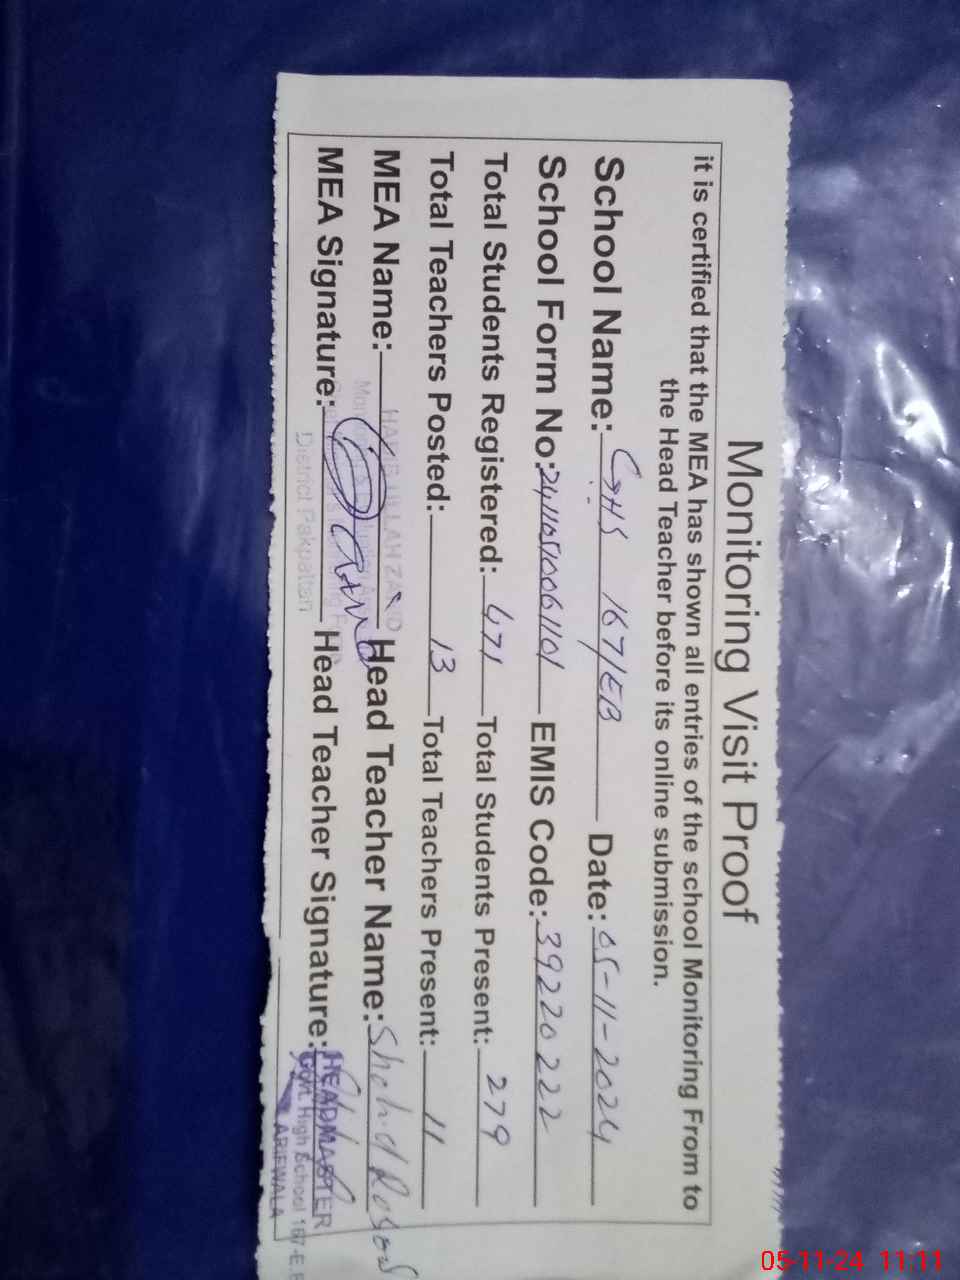 Monitoring Visit Proof
it is certified that the MEA has shown all entries of the school Monitoring From to
the Head Teacher before its online submission.
School Name: GHS 167/EB Date: 05-11-2024
School Form No: EMIS Code: 39220222
Total Students Registered: 471 Total Students Present: 279
Total Teachers Posted: 13 Total Teachers Present: 11
MEA Name: Head Teacher Name: Shahid
MEA Signature: Head Teacher Signature:
District Pakpattan
HEADMASTER
Govt. High School 167-E.B
ARIFWALA
05-11-24 11:11